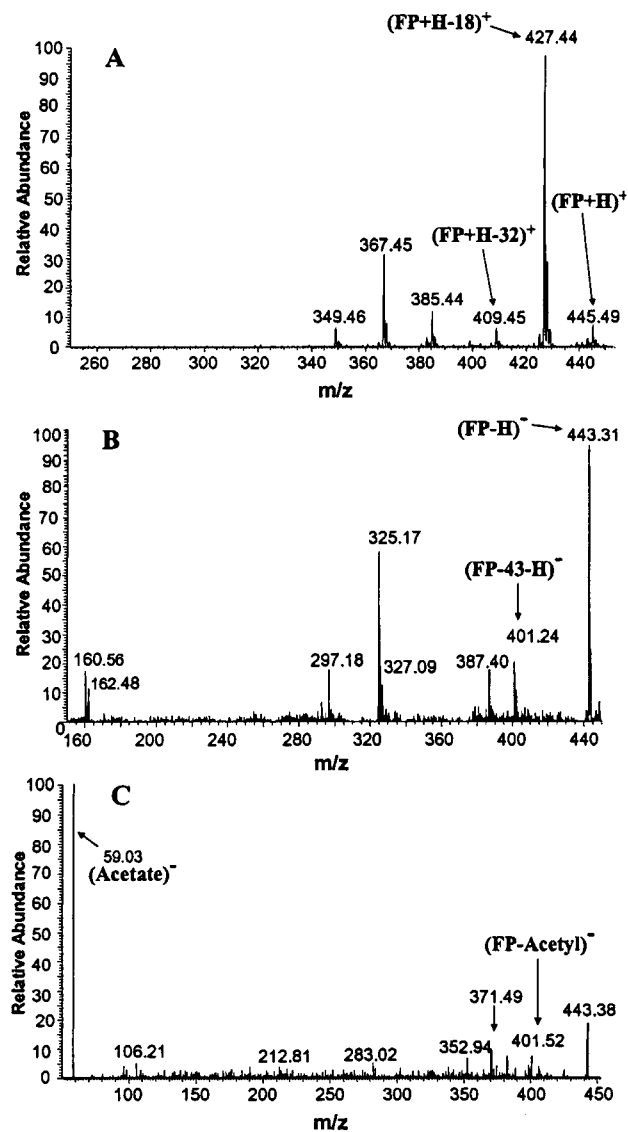 A
(FP+H-18)+
427.44
(FP+H)+
445.49
(FP+H-32)+
409.45
367.45
385.44
349.46
Relative Abundance
100
90
80
70
60
50
40
30
20
10
0
260 280 300 320 340 360 380 400 420 440
m/z
B
(FP-H)-
443.31
325.17
(FP-43-H)-
401.24
160.56
162.48
297.18
327.09
387.40
Relative Abundance
100
90
80
70
60
50
40
30
20
10
0
160 200 240 280 320 360 400 440
m/z
C
59.03
(Acetate)-
(FP-Acetyl)-
371.49
443.38
106.21
212.81
283.02
352.94
401.52
Relative Abundance
100
90
80
70
60
50
40
30
20
10
0
100 150 200 250 300 350 400 450
m/z